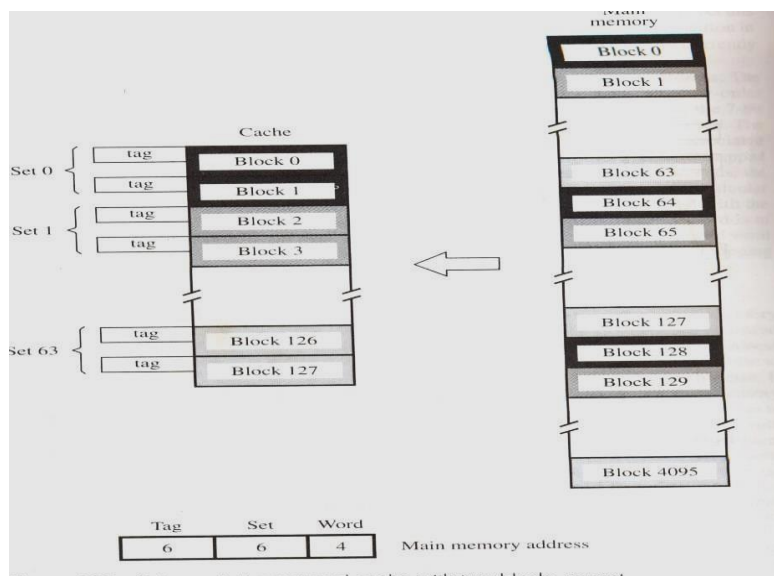 Main
memory
Block 0
Block 1
Block 63
Block 64
Block 65
Block 127
Block 128
Block 129
Block 4095
Cache
Set 0
tag
Block 0
tag
Block 1
Set 1
tag
Block 2
tag
Block 3
Set 63
tag
Block 126
tag
Block 127
Tag Set Word
6 6 4 Main memory address